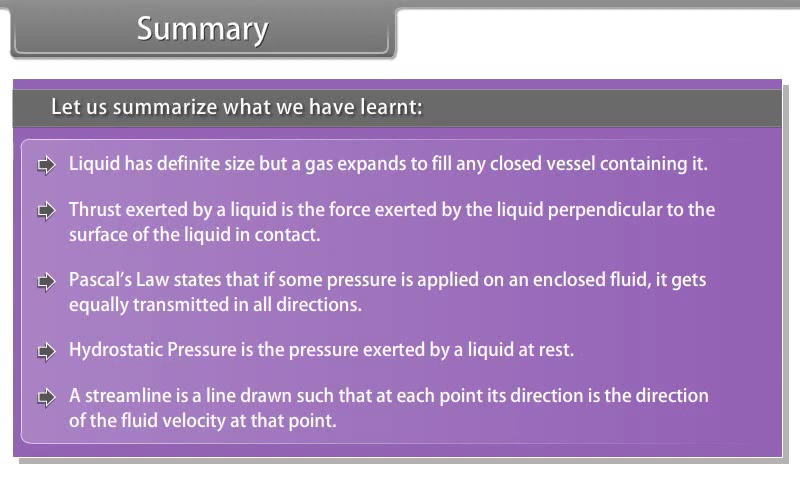 Summary
Let us summarize what we have learnt:
Liquid has definite size but a gas expands to fill any closed vessel containing it.
Thrust exerted by a liquid is the force exerted by the liquid perpendicular to the
surface of the liquid in contact.
Pascal's Law states that if some pressure is applied on an enclosed fluid, it gets
equally transmitted in all directions.
Hydrostatic Pressure is the pressure exerted by a liquid at rest.
A streamline is a line drawn such that at each point its direction is the direction
of the fluid velocity at that point.